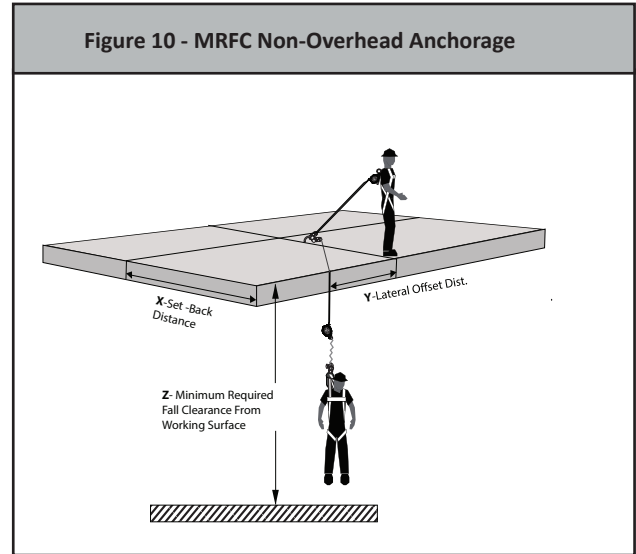 Figure 10 - MRFC Non-Overhead Anchorage
X-Set -Back
Distance
Y-Lateral Offset Dist.
Z- Minimum Required
Fall Clearance From
Working Surface